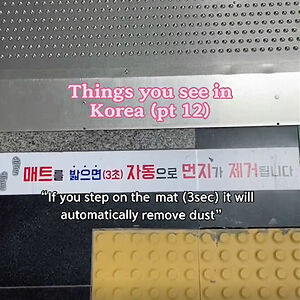 Things you see in
Korea (pt 12)
매트를 밟으면(3초) 자동으로 먼지가 제거됩니다
“If you step on the mat (3sec) it will
automatically remove dust”